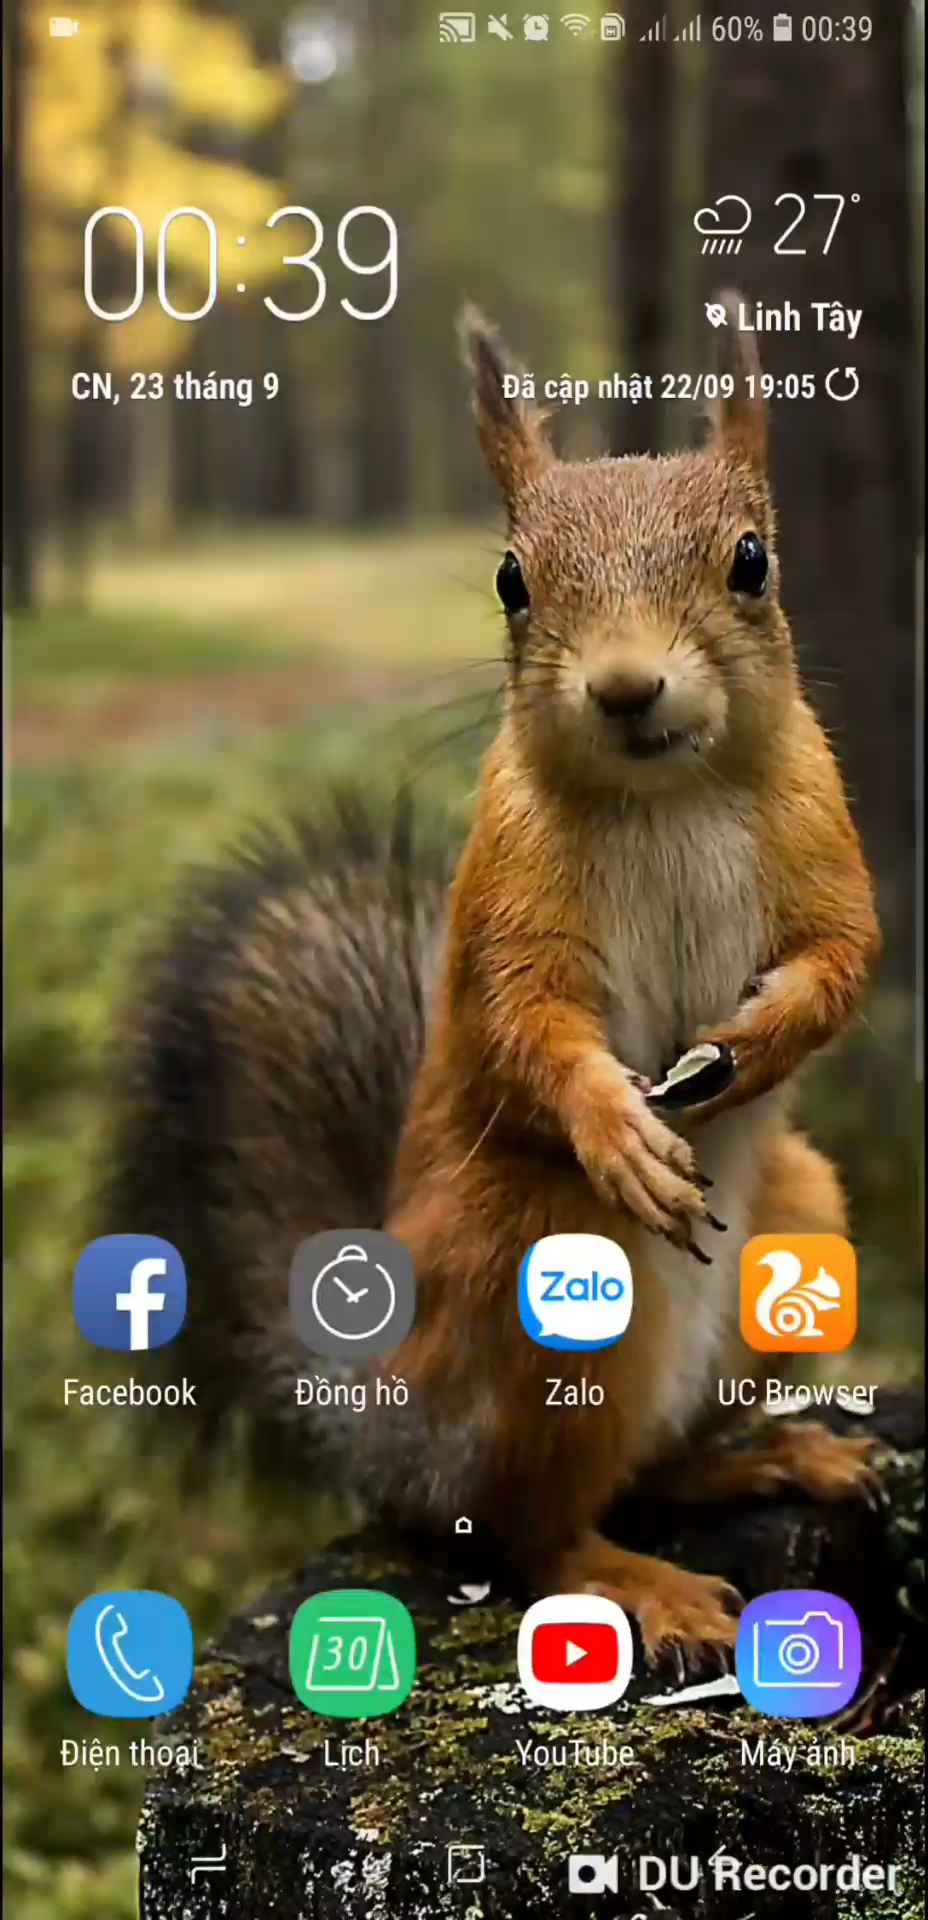 60% 00:39
00:39
27°
Linh Tây
CN, 23 tháng 9
Đã cập nhật 22/09 19:05
Zalo
Facebook
Đồng hồ
Zalo
UC Browser
30
Điện thoại
Lịch
YouTube
Máy ảnh
DU Recorder